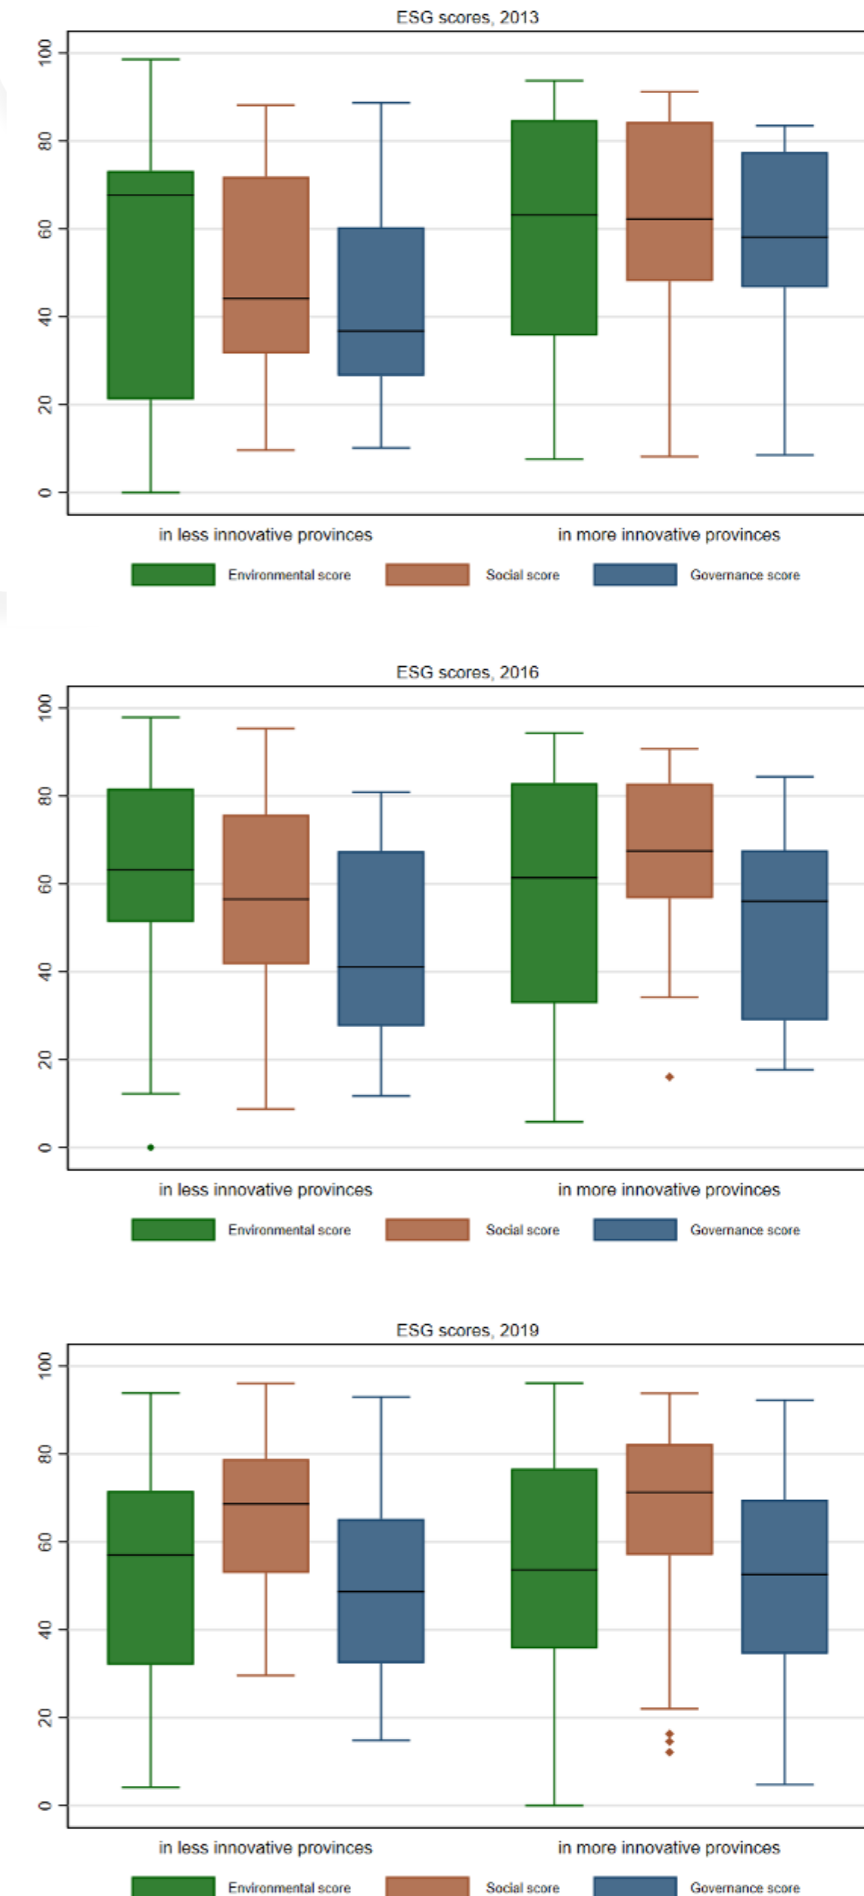 ESG scores, 2013
100
80
60
40
20
0
in less innovative provinces in more innovative provinces
Environmental score Social score Governance score
ESG scores, 2016
100
80
60
40
20
0
in less innovative provinces in more innovative provinces
Environmental score Social score Governance score
ESG scores, 2019
100
80
60
40
20
0
in less innovative provinces in more innovative provinces
Environmental score Social score Governance score